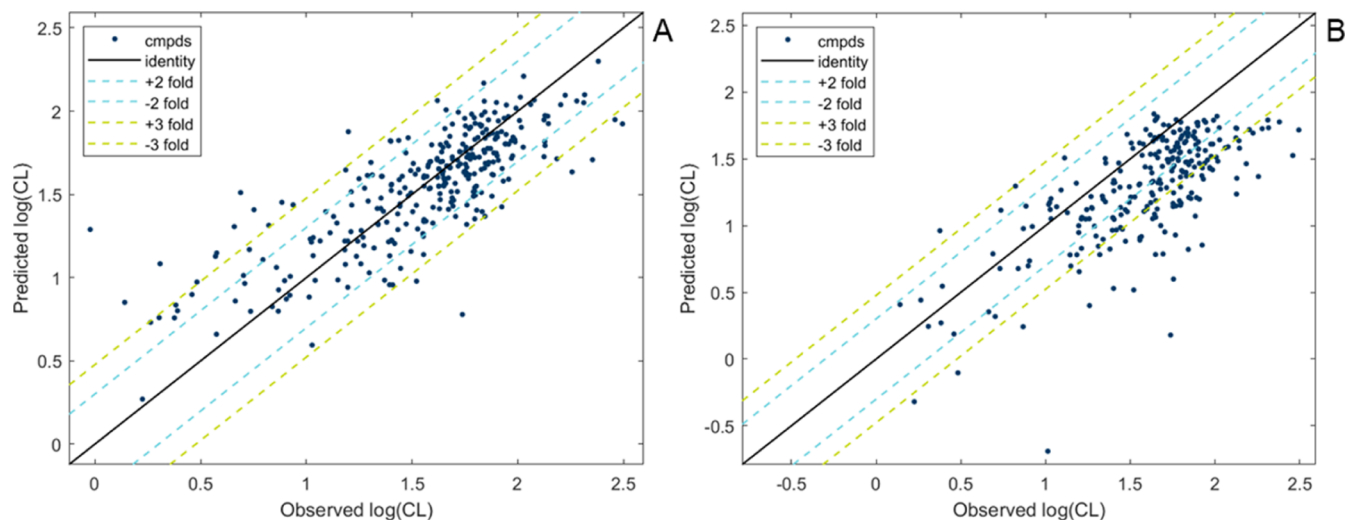 A
cmpds
identity
+2 fold
-2 fold
+3 fold
-3 fold
2.5
2
1.5
1
0.5
0
Predicted log(CL)
0 0.5 1 1.5 2 2.5
Observed log(CL)
B
cmpds
identity
+2 fold
-2 fold
+3 fold
-3 fold
2.5
2
1.5
1
0.5
0
-0.5
Predicted log(CL)
-0.5 0 0.5 1 1.5 2 2.5
Observed log(CL)